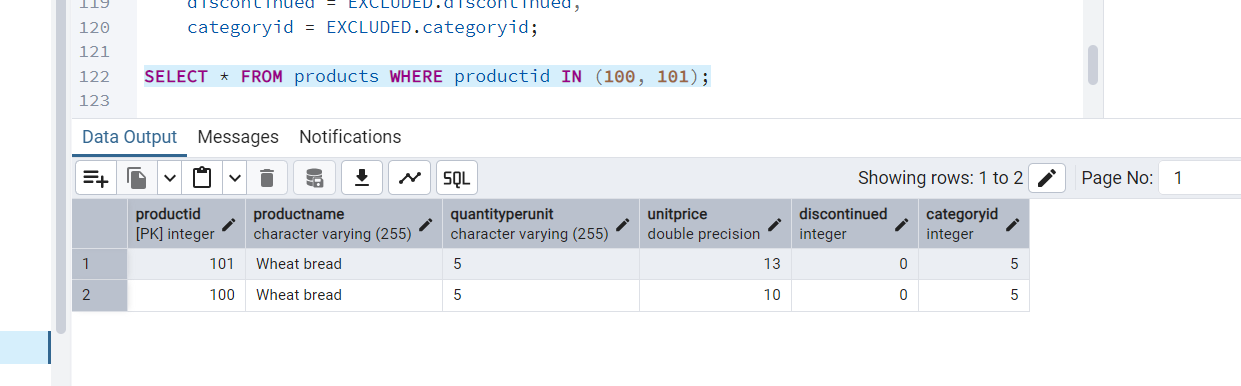 119 discontinued = EXCLUDED.discontinued,
120 categoryid = EXCLUDED.categoryid;
121
122 SELECT * FROM products WHERE productid IN (100, 101);
123
Data Output Messages Notifications
SQL Showing rows: 1 to 2 Page No: 1
productid productname quantityperunit unitprice discontinued categoryid
[PK] integer character varying (255) character varying (255) double precision integer integer
1 101 Wheat bread 5 13 0 5
2 100 Wheat bread 5 10 0 5